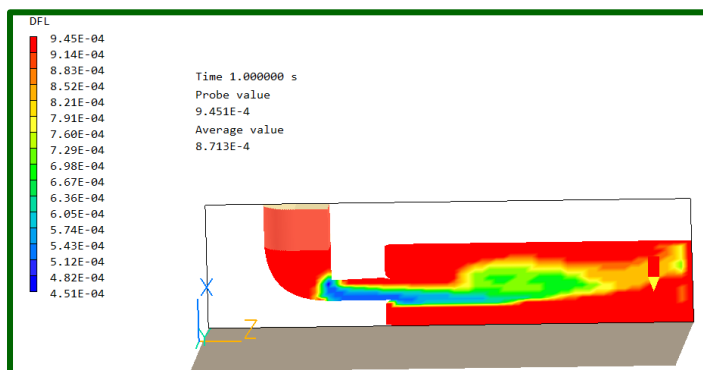 DFL
9.45E-04
9.14E-04
8.83E-04
8.52E-04
8.21E-04
7.91E-04
7.60E-04
7.29E-04
6.98E-04
6.67E-04
6.36E-04
6.05E-04
5.74E-04
5.43E-04
5.12E-04
4.82E-04
4.51E-04
Time 1.000000 s
Probe value
9.451E-4
Average value
8.713E-4
X
Y
Z